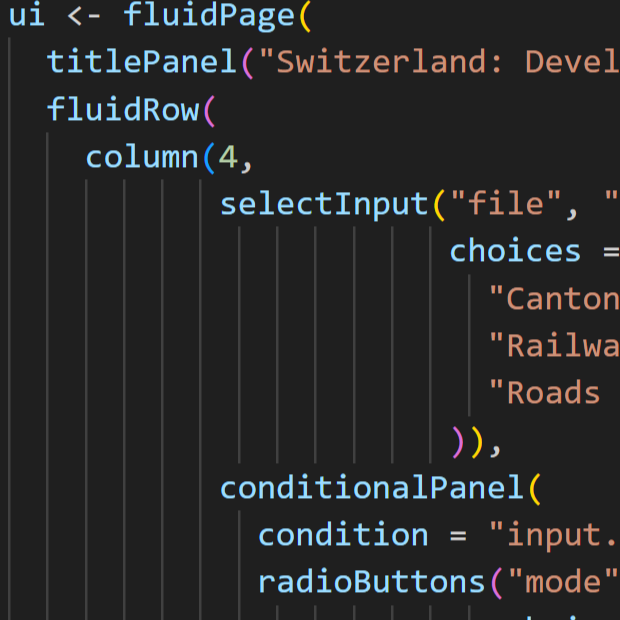 ui <- fluidPage(
titlePanel("Switzerland: Devel
fluidRow(
column(4,
selectInput("file", "
choices =
"Canton
"Railwa
"Roads
)),
conditionalPanel(
condition = "input.
radioButtons("mode"